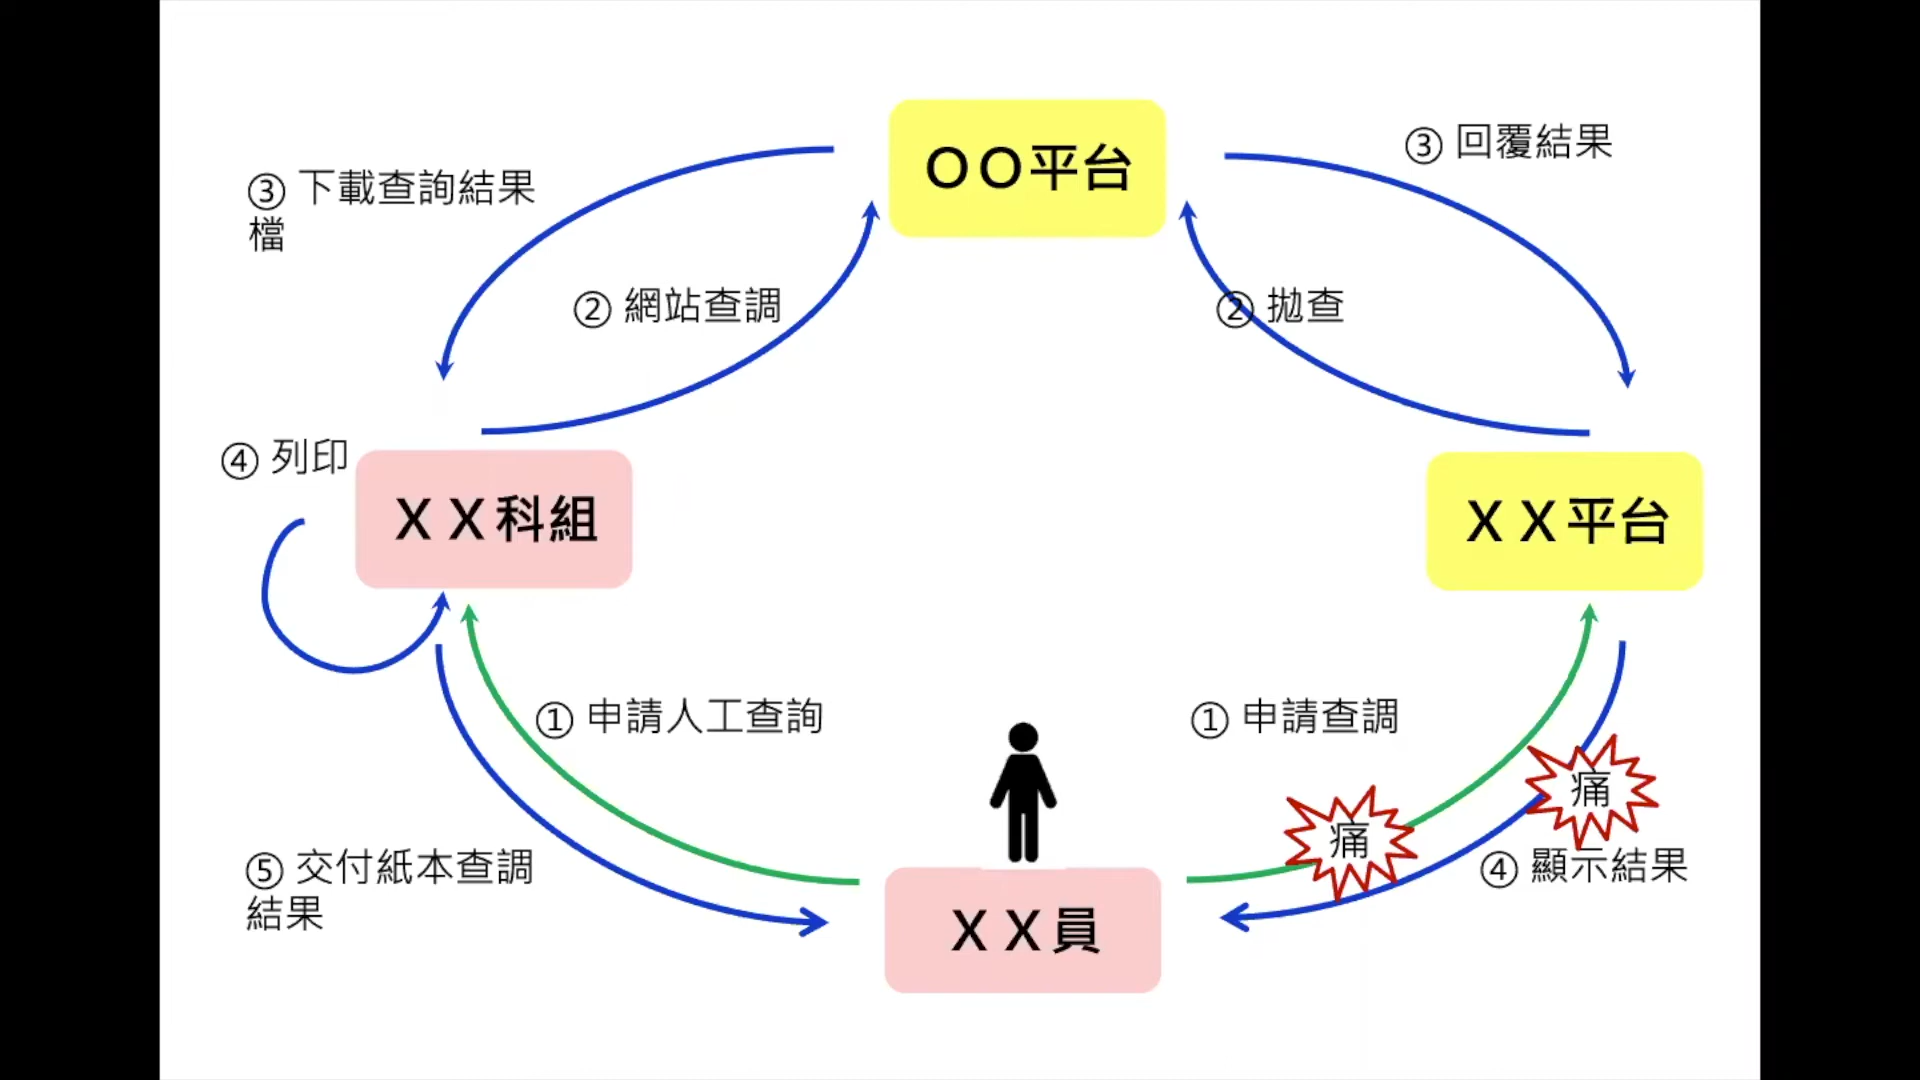 ＯＯ平台
③ 回覆結果
③ 下載查詢結果
檔
② 網站查調
② 拋查
④ 列印
ＸＸ科組
ＸＸ平台
① 申請人工查詢
① 申請查調
痛
痛
⑤ 交付紙本查調
結果
④ 顯示結果
ＸＸ員